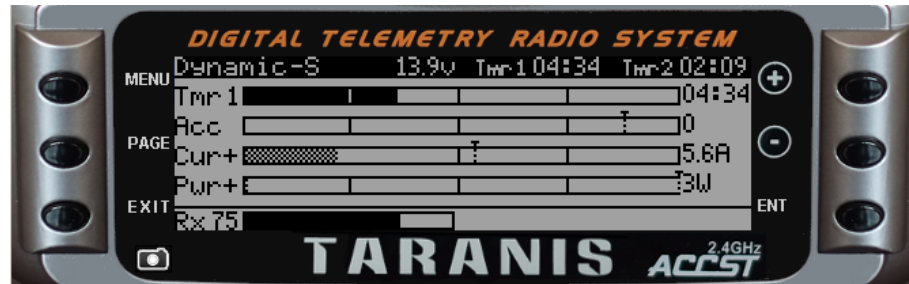 DIGITAL TELEMETRY RADIO SYSTEM
MENU
Dynamic-S 13.9v Tmr1 04:34 Tmr2 02:09
Tmr1 04:34
Acc 0
PAGE
Cur+ 5.6A
Pwr+ 3W
EXIT
ENT
Rx 75
TARANIS
2.4GHz
ACCST